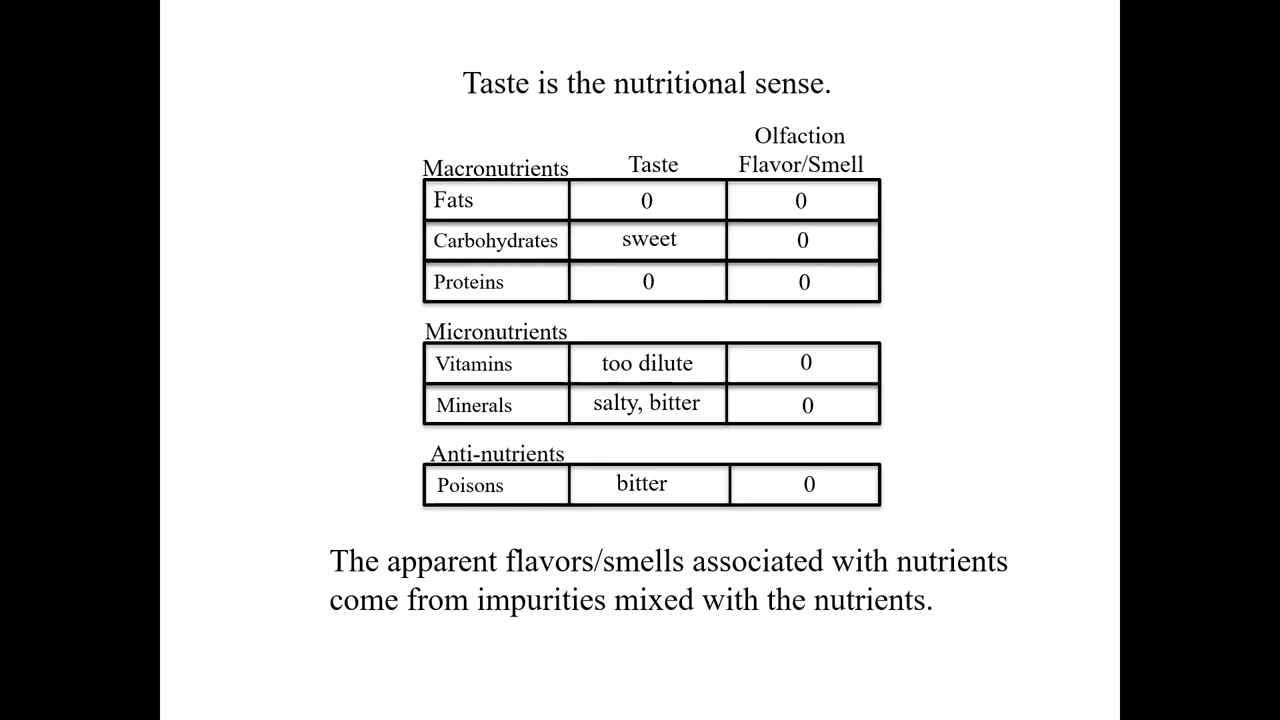 Taste is the nutritional sense.
Olfaction
Macronutrients Taste Flavor/Smell
Fats 0 0
Carbohydrates sweet 0
Proteins 0 0
Micronutrients
Vitamins too dilute 0
Minerals salty, bitter 0
Anti-nutrients
Poisons bitter 0
The apparent flavors/smells associated with nutrients
come from impurities mixed with the nutrients.